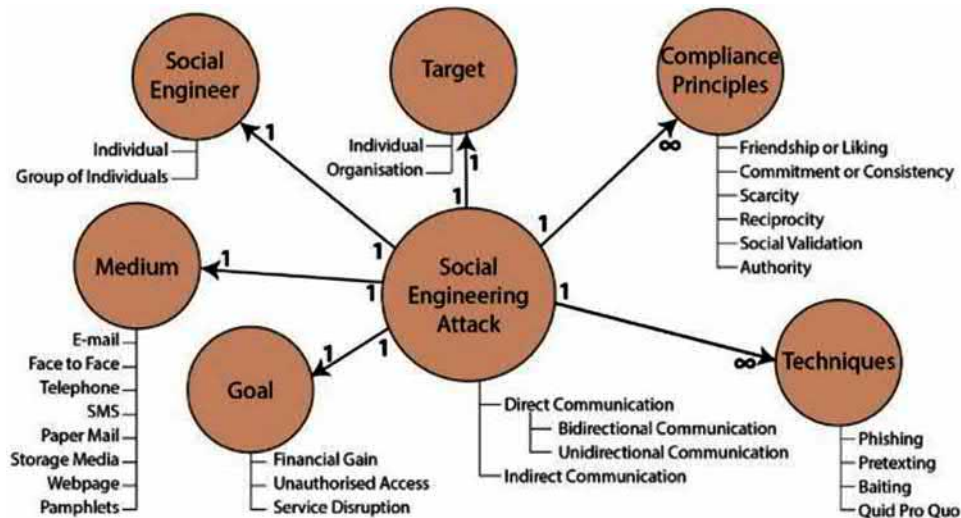 Social
Engineer
Individual
Group of Individuals
Target
Individual
Organisation
Compliance
Principles
Friendship or Liking
Commitment or Consistency
Scarcity
Reciprocity
Social Validation
Authority
1
1
∞
1
1
1
Medium
E-mail
Face to Face
Telephone
SMS
Paper Mail
Storage Media
Webpage
Pamphlets
1
1
Social
Engineering
Attack
Direct Communication
Bidirectional Communication
Unidirectional Communication
Indirect Communication
1
∞
Techniques
Phishing
Pretexting
Baiting
Quid Pro Quo
1
1
Goal
Financial Gain
Unauthorised Access
Service Disruption